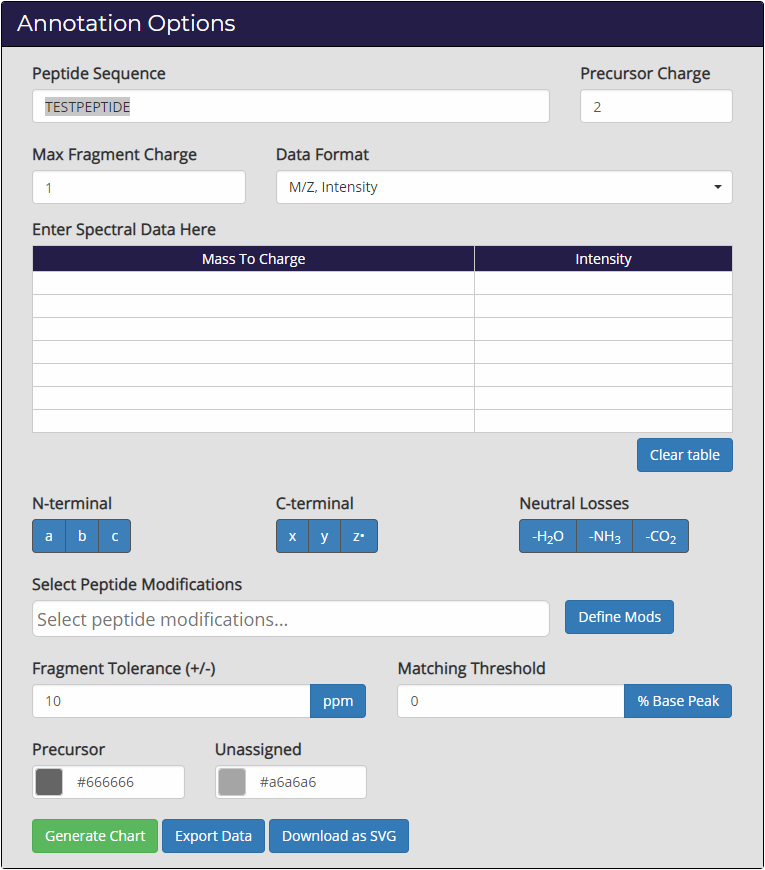 Annotation Options
Peptide Sequence Precursor Charge
TESTPEPTIDE 2
Max Fragment Charge Data Format
1 M/Z, Intensity
Enter Spectral Data Here
Mass To Charge Intensity
Clear table
N-terminal C-terminal Neutral Losses
a b c x y z• -H₂O -NH₃ -CO₂
Select Peptide Modifications
Select peptide modifications... Define Mods
Fragment Tolerance (+/-) Matching Threshold
10 ppm 0 % Base Peak
Precursor Unassigned
#666666 #a6a6a6
Generate Chart Export Data Download as SVG